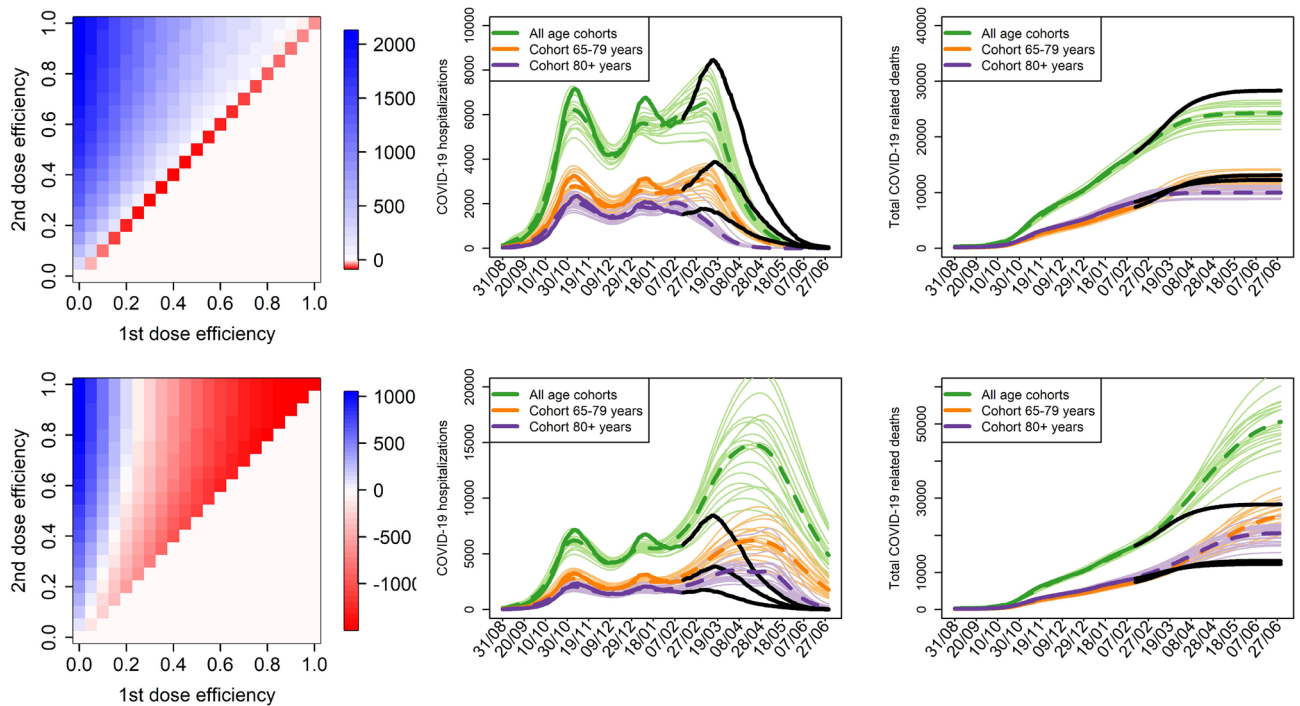 2nd dose efficiency
1.0
0.8
0.6
0.4
0.2
0.0
0.0 0.2 0.4 0.6 0.8 1.0
1st dose efficiency
2000
1500
1000
500
0
COVID-19 hospitalizations
10000
8000
6000
4000
2000
0
All age cohorts
Cohort 65-79 years
Cohort 80+ years
31/08 20/09 10/10 30/10 19/11 09/12 29/12 18/01 07/02 27/02 19/03 08/04 28/04 18/05 07/06 27/06
Total COVID-19 related deaths
40000
30000
20000
10000
0
All age cohorts
Cohort 65-79 years
Cohort 80+ years
31/08 20/09 10/10 30/10 19/11 09/12 29/12 18/01 07/02 27/02 19/03 08/04 28/04 18/05 07/06 27/06
2nd dose efficiency
1.0
0.8
0.6
0.4
0.2
0.0
0.0 0.2 0.4 0.6 0.8 1.0
1st dose efficiency
1000
500
0
-500
-1000
COVID-19 hospitalizations
20000
15000
10000
5000
0
All age cohorts
Cohort 65-79 years
Cohort 80+ years
31/08 20/09 10/10 30/10 19/11 09/12 29/12 18/01 07/02 27/02 19/03 08/04 28/04 18/05 07/06 27/06
Total COVID-19 related deaths
50000
30000
10000
0
All age cohorts
Cohort 65-79 years
Cohort 80+ years
31/08 20/09 10/10 30/10 19/11 09/12 29/12 18/01 07/02 27/02 19/03 08/04 28/04 18/05 07/06 27/06